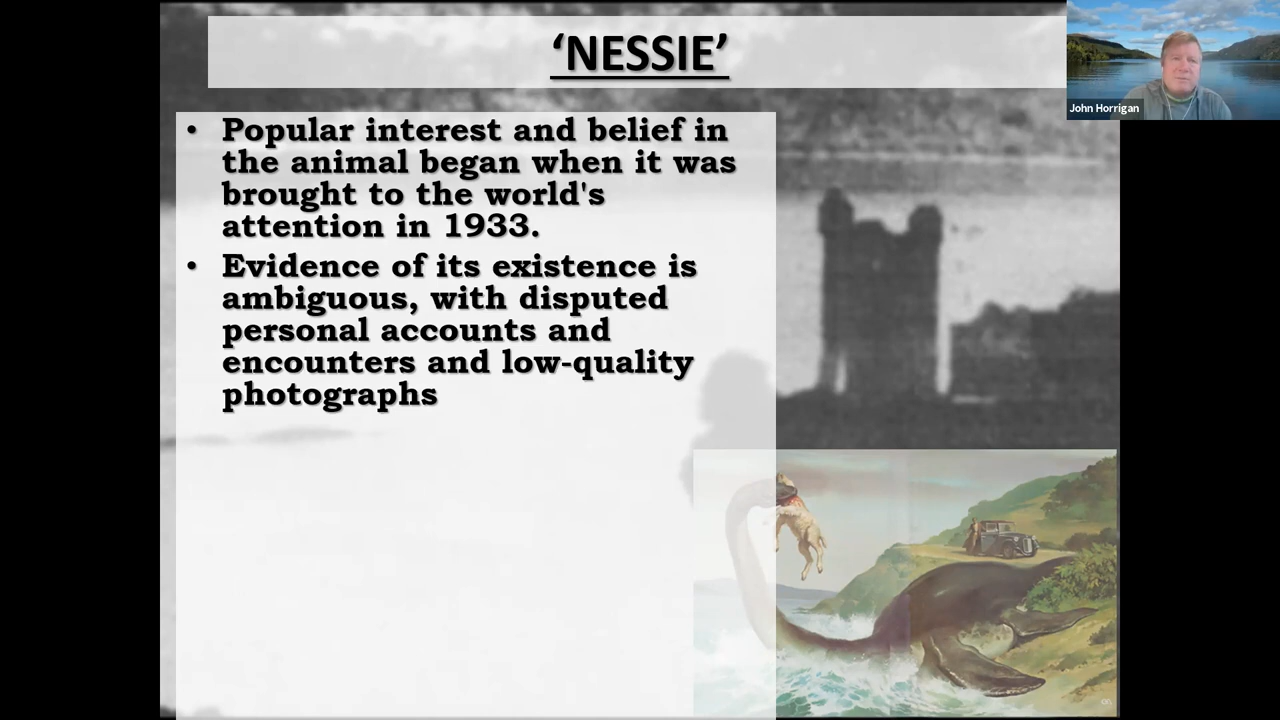 ‘NESSIE’
John Horrigan
• Popular interest and belief in
the animal began when it was
brought to the world's
attention in 1933.
• Evidence of its existence is
ambiguous, with disputed
personal accounts and
encounters and low-quality
photographs